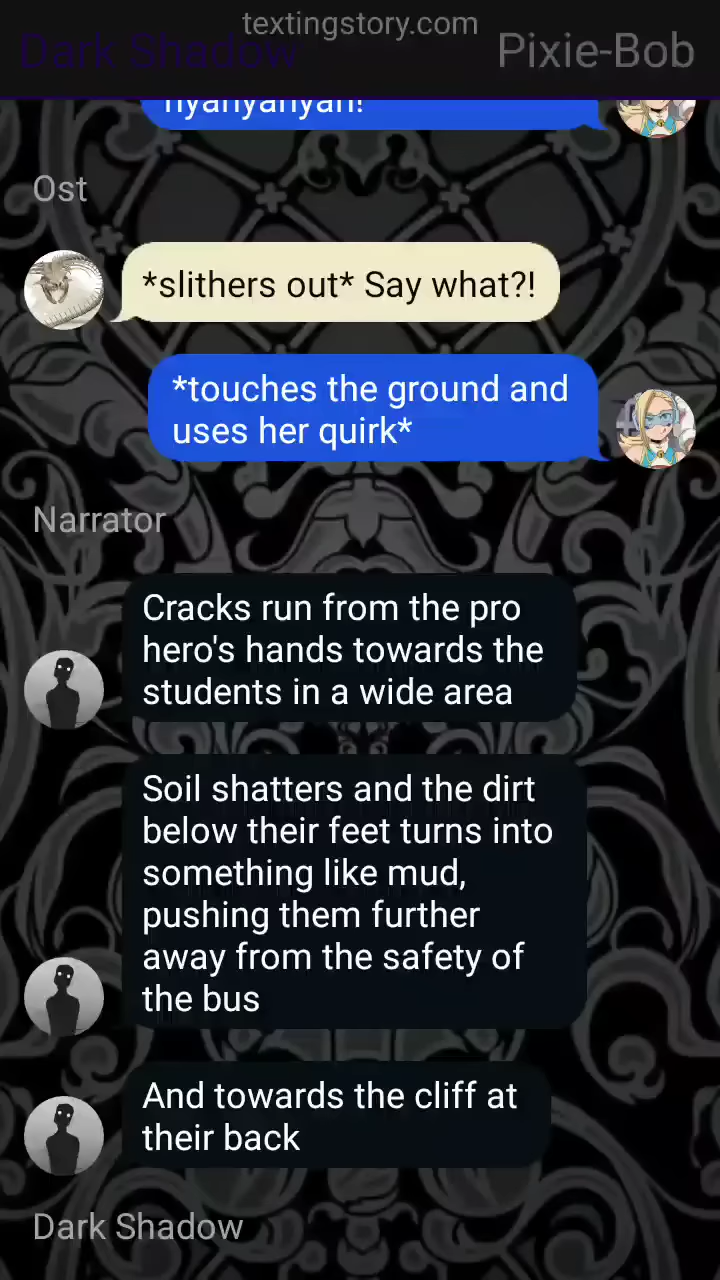 textingstory.com
Dark Shadow
Pixie-Bob
nyanyanyan!
Ost
*slithers out* Say what?!
*touches the ground and
uses her quirk*
Narrator
Cracks run from the pro
hero's hands towards the
students in a wide area
Soil shatters and the dirt
below their feet turns into
something like mud,
pushing them further
away from the safety of
the bus
And towards the cliff at
their back
Dark Shadow